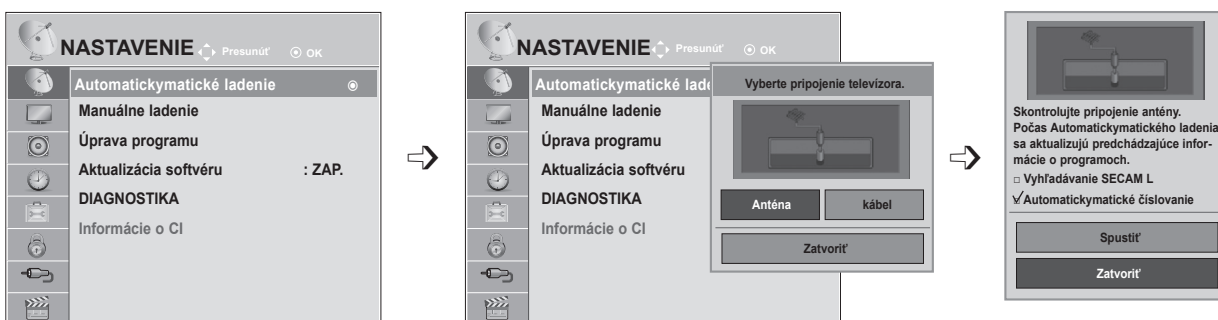 NASTAVENIE Presunúť OK
Automatickymatické ladenie
Manuálne ladenie
Úprava programu
Aktualizácia softvéru : ZAP.
DIAGNOSTIKA
Informácie o CI
NASTAVENIE Presunúť OK
Automatickymatické lade
Manuálne ladenie
Úprava programu
Aktualizácia softvéru
DIAGNOSTIKA
Informácie o CI
Vyberte pripojenie televízora.
Anténa kábel
Zatvoriť
Skontrolujte pripojenie antény.
Počas Automatickymatického ladenia
sa aktualizujú predchádzajúce infor-
mácie o programoch.
□ Vyhľadávanie SECAM L
Automatickymatické číslovanie
Spustiť
Zatvoriť